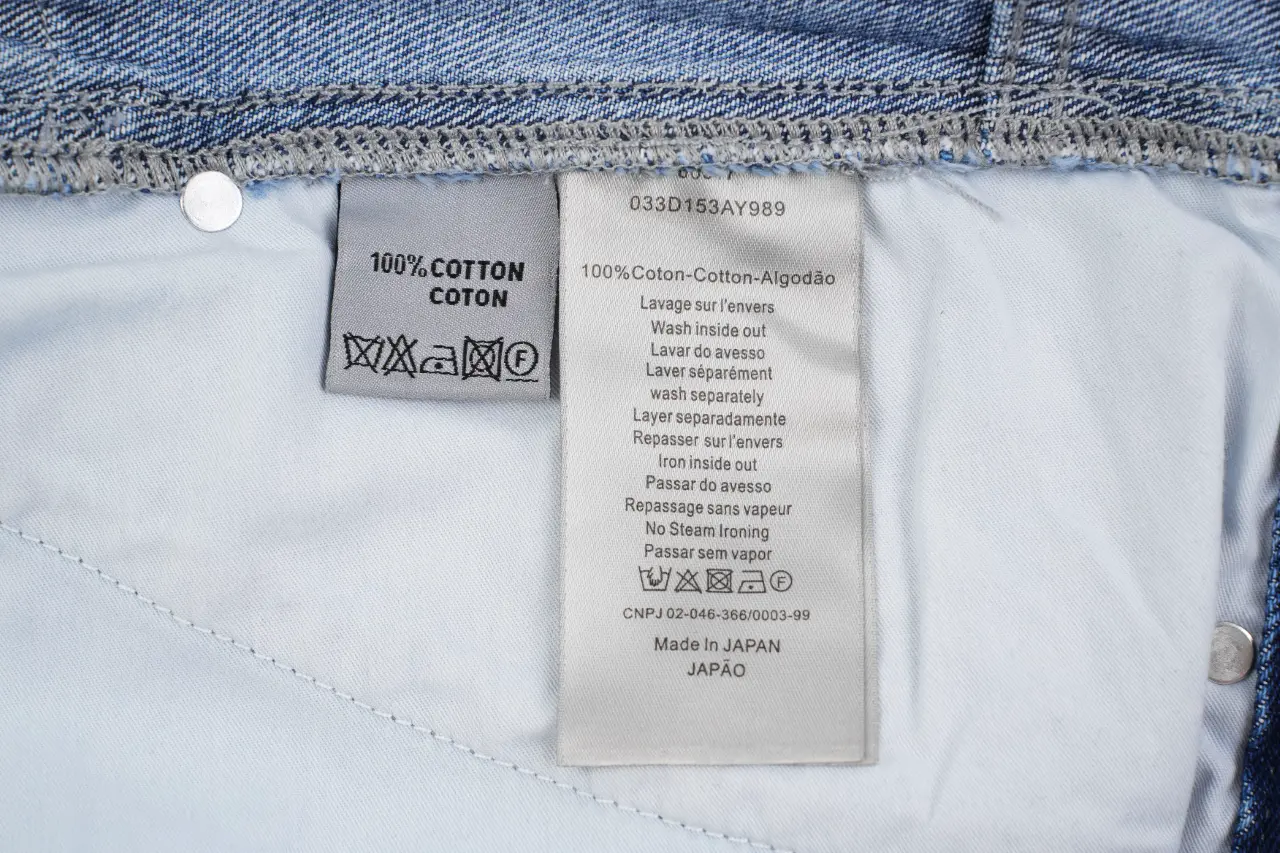 100% COTTON
COTON
F
033D153AY989
100%Coton-Cotton-Algodão
Lavage sur l'envers
Wash inside out
Lavar do avesso
Laver séparément
wash separately
Layer separadamente
Repasser sur l'envers
Iron inside out
Passar do avesso
Repassage sans vapeur
No Steam Ironing
Passar sem vapor
F
CNPJ 02-046-366/0003-99
Made In JAPAN
JAPÃO